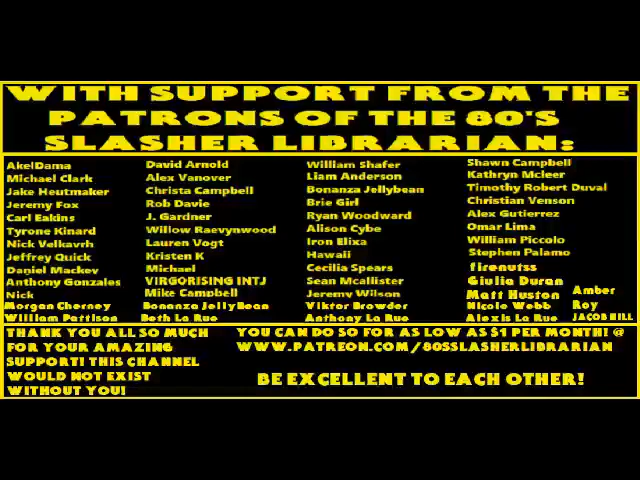 WITH SUPPORT FROM THE
PATRONS OF THE 80'S
SLASHER LIBRARIAN:
AkelDama
Michael Clark
Jake Heutmaker
Jeremy Fox
Carl Eakins
Tyrone Kinard
Nick Velkavrh
Jeffrey Quick
Daniel Mackey
Anthony Gonzales
Nick
Morgan Cherney
William Pattison
David Arnold
Alex Vanover
Christa Campbell
Rob Davie
J. Gardner
Willow Raevynwood
Lauren Vogt
Kristen K
Michael
VIRGORISING INTJ
Mike Campbell
Bonanza JellyBean
Beth La Rue
William Shafer
Liam Anderson
Bonanza Jellybean
Brie Girl
Ryan Woodward
Alison Cybe
Iron Elixa
Hawaii
Cecilia Spears
Sean Mcallister
Jeremy Wilson
Viktor Browder
Anthony La Rue
Shawn Campbell
Kathryn Mcleer
Timothy Robert Duval
Christian Venson
Alex Gutierrez
Omar Lima
William Piccolo
Stephen Palamo
firenutss
Giulia Duran
Matt Huston
Nicole Webb
Alexis La Rue
Amber
Roy
JACOB HILL
THANK YOU ALL SO MUCH
FOR YOUR AMAZING
SUPPORT! THIS CHANNEL
WOULD NOT EXIST
WITHOUT YOU!
YOU CAN DO SO FOR AS LOW AS $1 PER MONTH! @
WWW.PATREON.COM/80SSLASHERLIBRARIAN
BE EXCELLENT TO EACH OTHER!